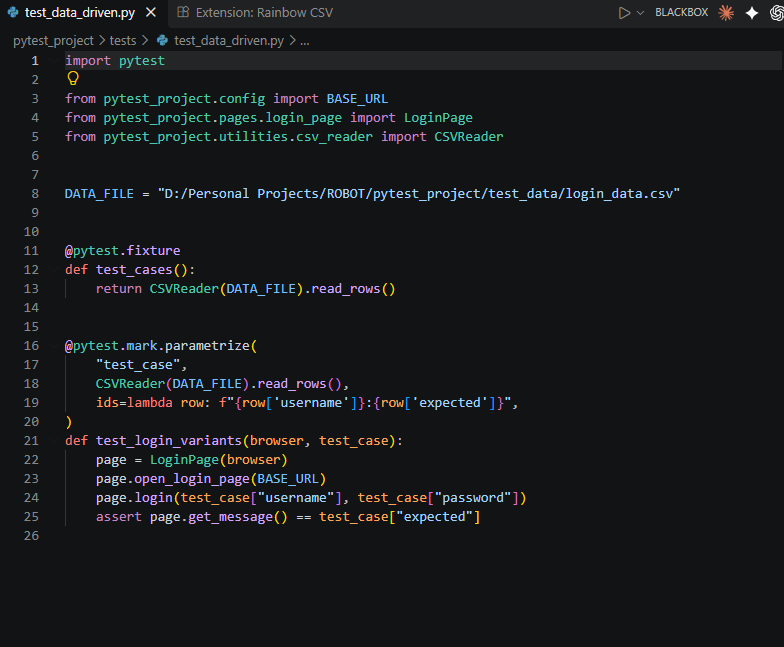 test_data_driven.py Extension: Rainbow CSV BLACKBOX
pytest_project > tests > test_data_driven.py > ...
1 import pytest
2
3 from pytest_project.config import BASE_URL
4 from pytest_project.pages.login_page import LoginPage
5 from pytest_project.utilities.csv_reader import CSVReader
6
7
8 DATA_FILE = "D:/Personal Projects/ROBOT/pytest_project/test_data/login_data.csv"
9
10
11 @pytest.fixture
12 def test_cases():
13     return CSVReader(DATA_FILE).read_rows()
14
15
16 @pytest.mark.parametrize(
17     "test_case",
18     CSVReader(DATA_FILE).read_rows(),
19     ids=lambda row: f"{row['username']}:{row['expected']}",
20 )
21 def test_login_variants(browser, test_case):
22     page = LoginPage(browser)
23     page.open_login_page(BASE_URL)
24     page.login(test_case["username"], test_case["password"])
25     assert page.get_message() == test_case["expected"]
26